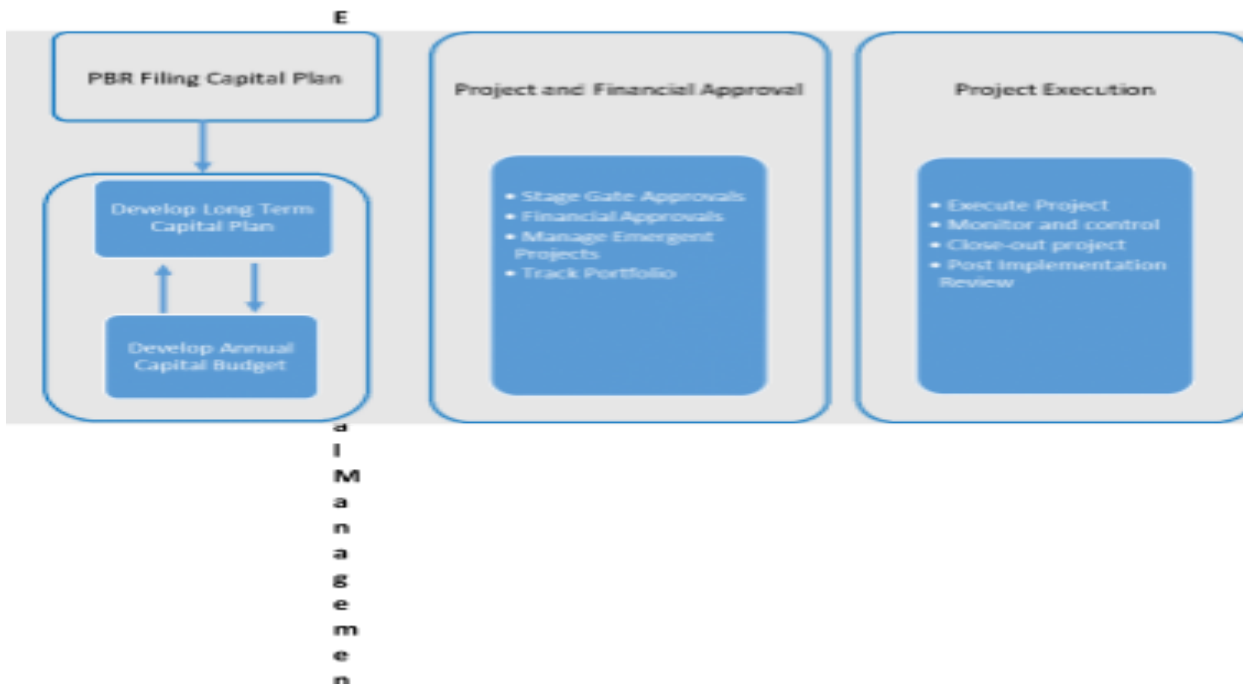 E
PBR Filing Capital Plan
Develop Long Term
Capital Plan
Develop Annual
Capital Budget
Project and Financial Approval
• Stage Gate Approvals
• Financial Approvals
• Manage Emergent
Projects
• Track Portfolio
Project Execution
• Execute Project
• Monitor and control
• Close-out project
• Post Implementation
Review
a
l
M
a
n
a
g
e
m
e
n